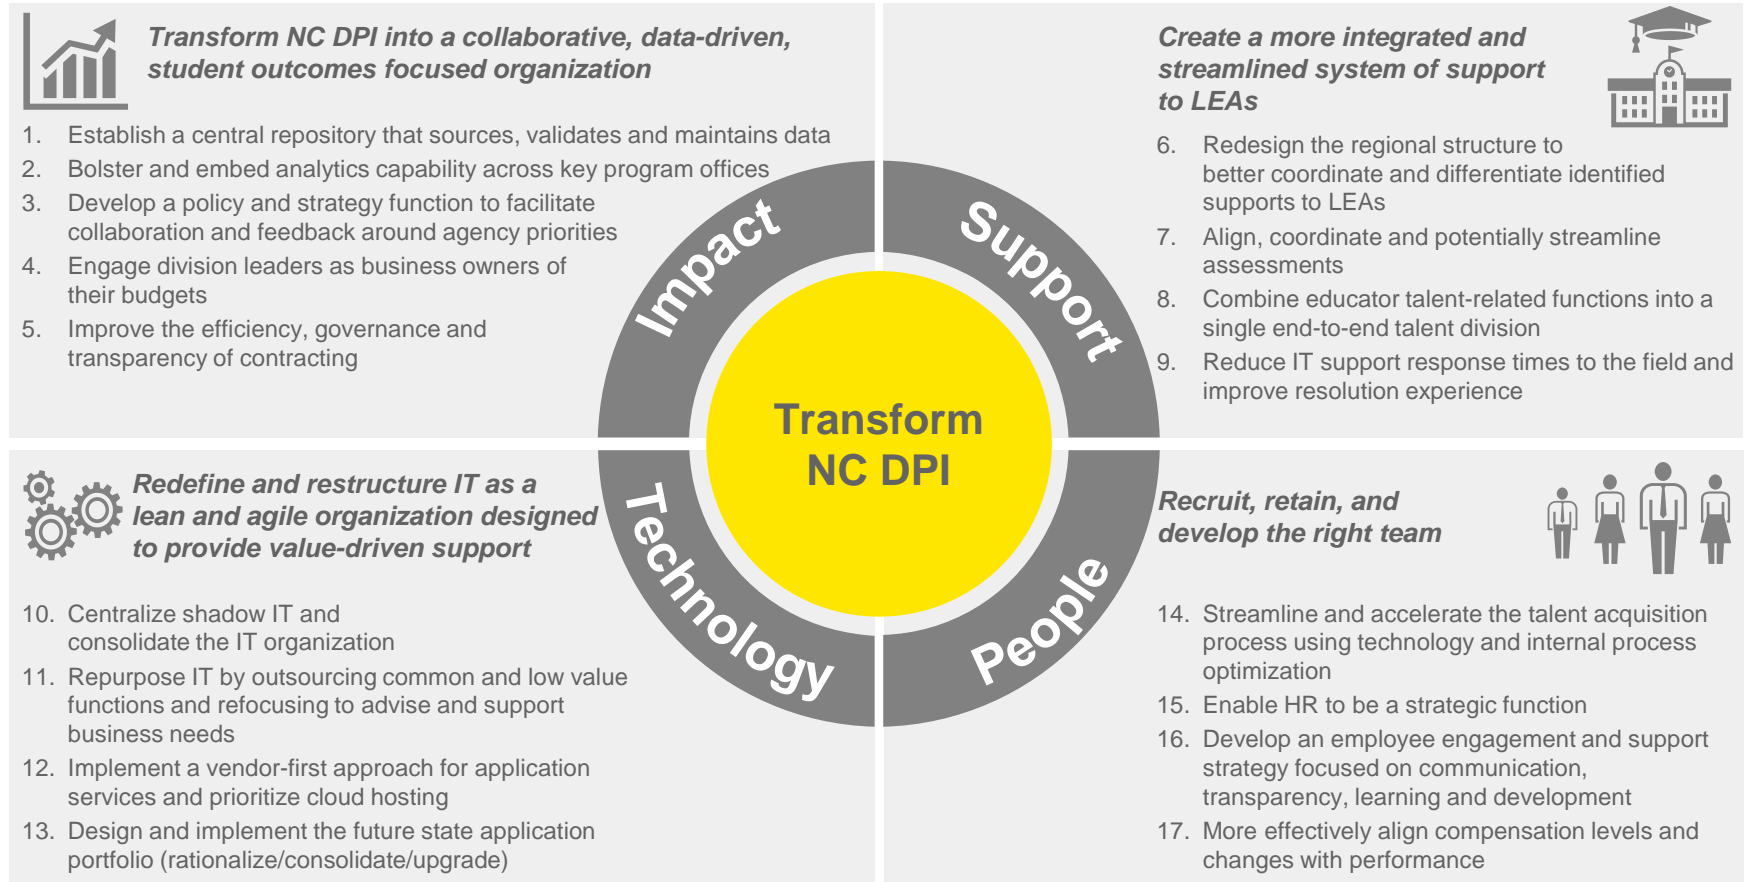 Transform NC DPI into a collaborative, data-driven,
student outcomes focused organization
1. Establish a central repository that sources, validates and maintains data
2. Bolster and embed analytics capability across key program offices
3. Develop a policy and strategy function to facilitate
collaboration and feedback around agency priorities
4. Engage division leaders as business owners of
their budgets
5. Improve the efficiency, governance and
transparency of contracting
Impact
Create a more integrated and
streamlined system of support
to LEAs
6. Redesign the regional structure to
better coordinate and differentiate identified
supports to LEAs
7. Align, coordinate and potentially streamline
assessments
8. Combine educator talent-related functions into a
single end-to-end talent division
9. Reduce IT support response times to the field and
improve resolution experience
Support
Transform
NC DPI
Redefine and restructure IT as a
lean and agile organization designed
to provide value-driven support
10. Centralize shadow IT and
consolidate the IT organization
11. Repurpose IT by outsourcing common and low value
functions and refocusing to advise and support
business needs
12. Implement a vendor-first approach for application
services and prioritize cloud hosting
13. Design and implement the future state application
portfolio (rationalize/consolidate/upgrade)
Technology
Recruit, retain, and
develop the right team
14. Streamline and accelerate the talent acquisition
process using technology and internal process
optimization
15. Enable HR to be a strategic function
16. Develop an employee engagement and support
strategy focused on communication,
transparency, learning and development
17. More effectively align compensation levels and
changes with performance
People